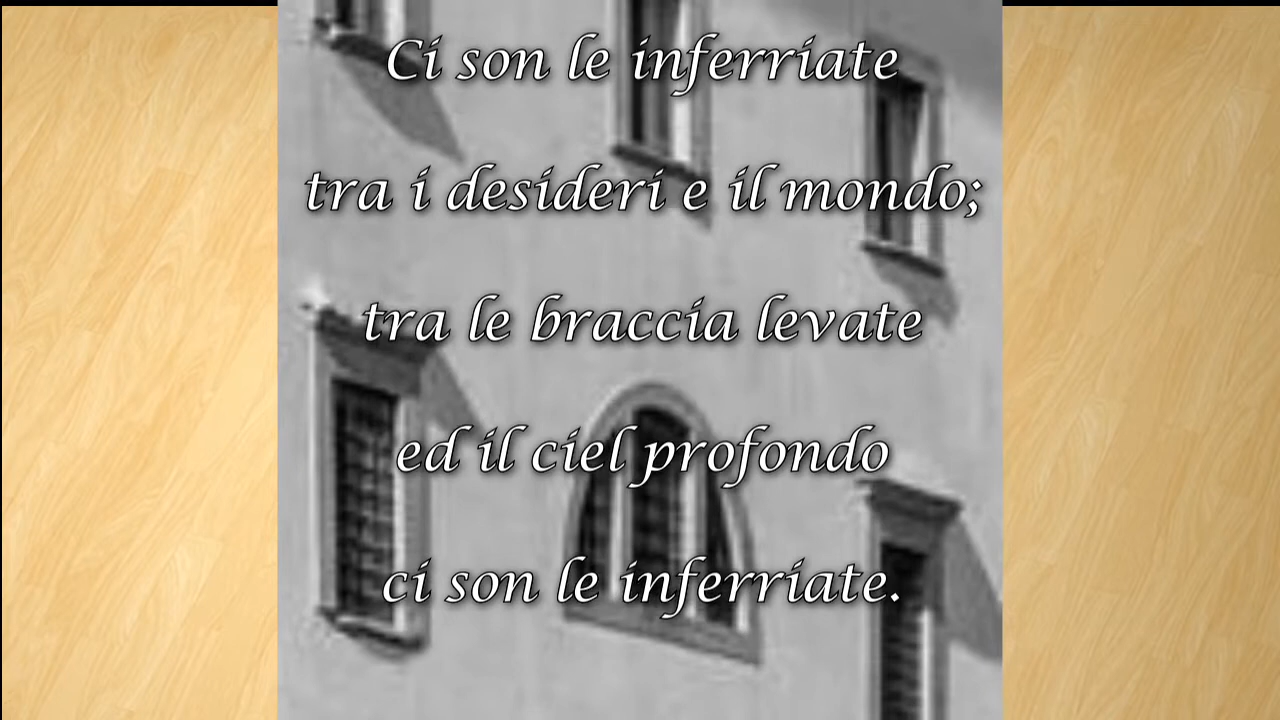 Ci son le inferriate
tra i desideri e il mondo;
tra le braccia levate
ed il ciel profondo
ci son le inferriate.